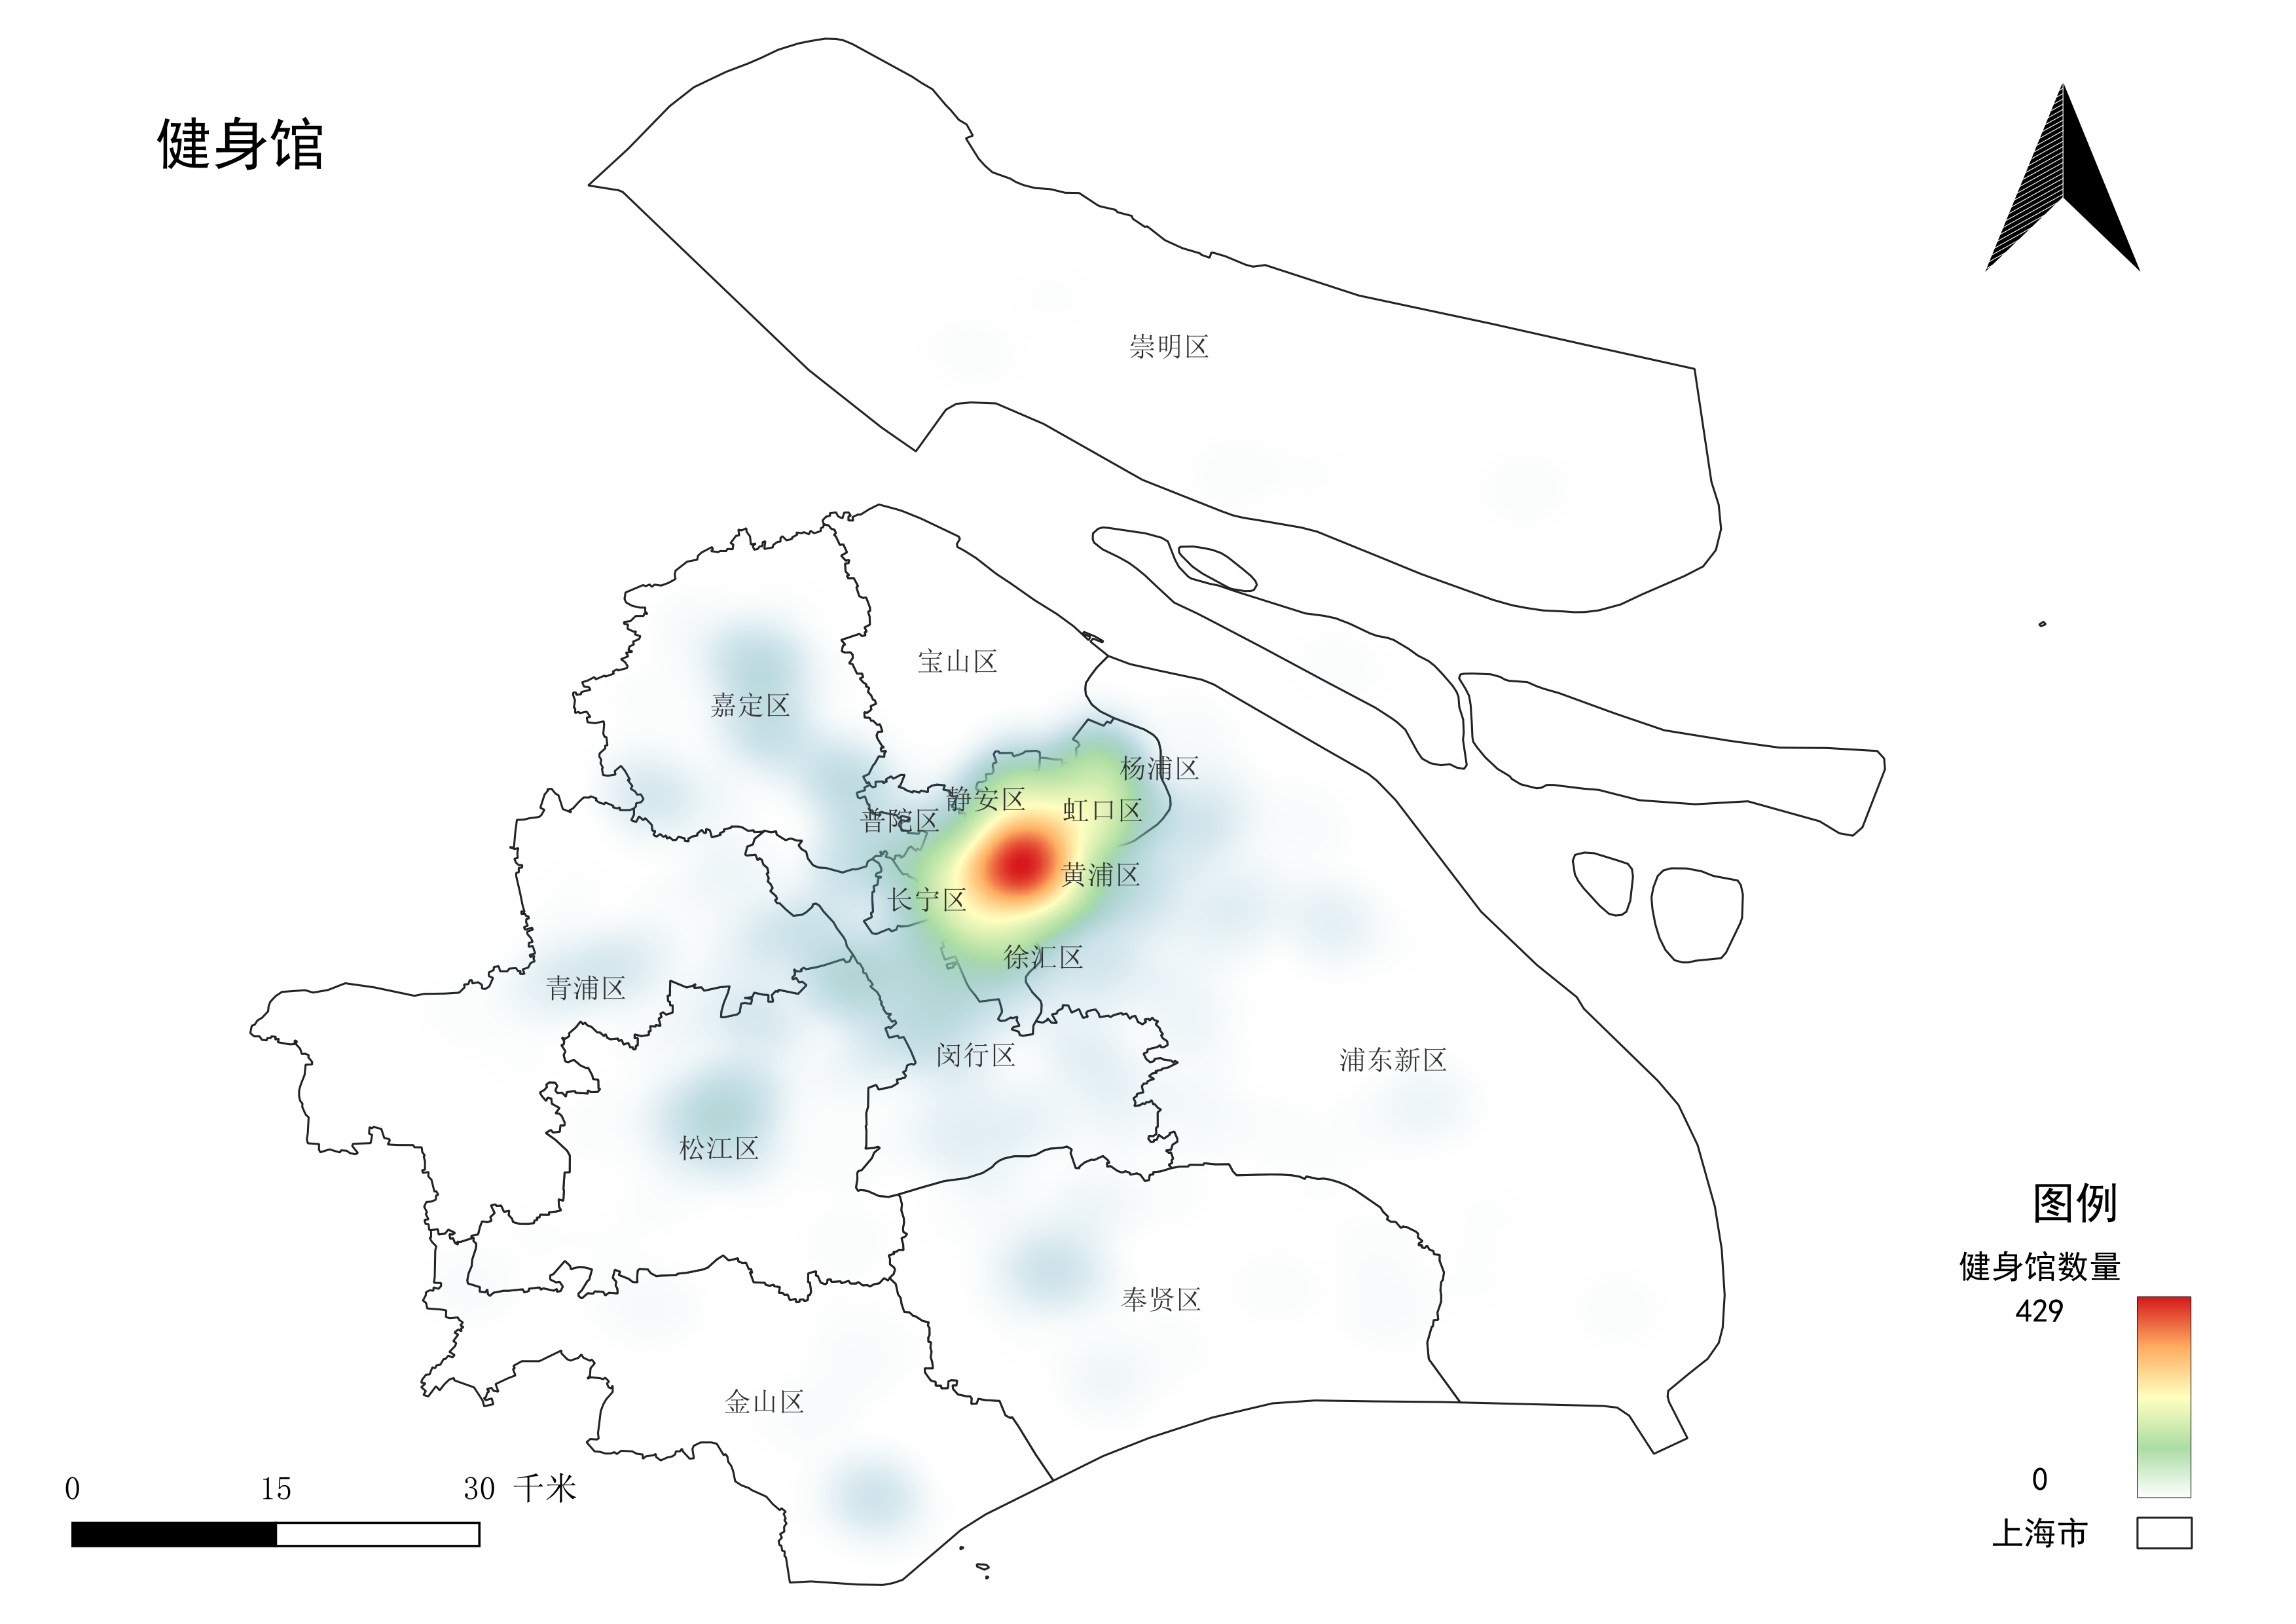 健身馆
崇明区
宝山区
嘉定区
杨浦区
静安区
虹口区
普陀区
黄浦区
长宁区
徐汇区
青浦区
闵行区
浦东新区
松江区
奉贤区
金山区
图例
健身馆数量
429
0
上海市
0 15 30 千米